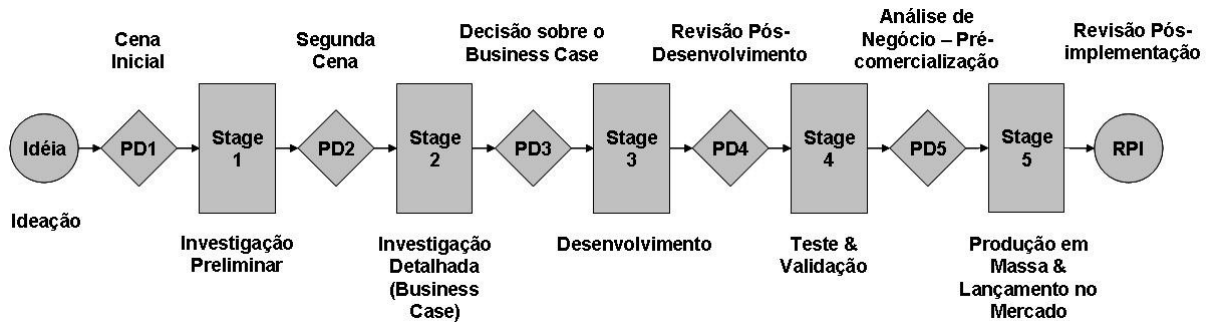 Cena
Inicial
Segunda
Cena
Decisão sobre o
Business Case
Revisão Pós-
Desenvolvimento
Análise de
Negócio – Pré-
comercialização
Revisão Pós-
implementação
Idéia
PD1
Stage
1
PD2
Stage
2
PD3
Stage
3
PD4
Stage
4
PD5
Stage
5
RPI
Ideação
Investigação
Preliminar
Investigação
Detalhada
(Business
Case)
Desenvolvimento
Teste &
Validação
Produção em
Massa &
Lançamento no
Mercado